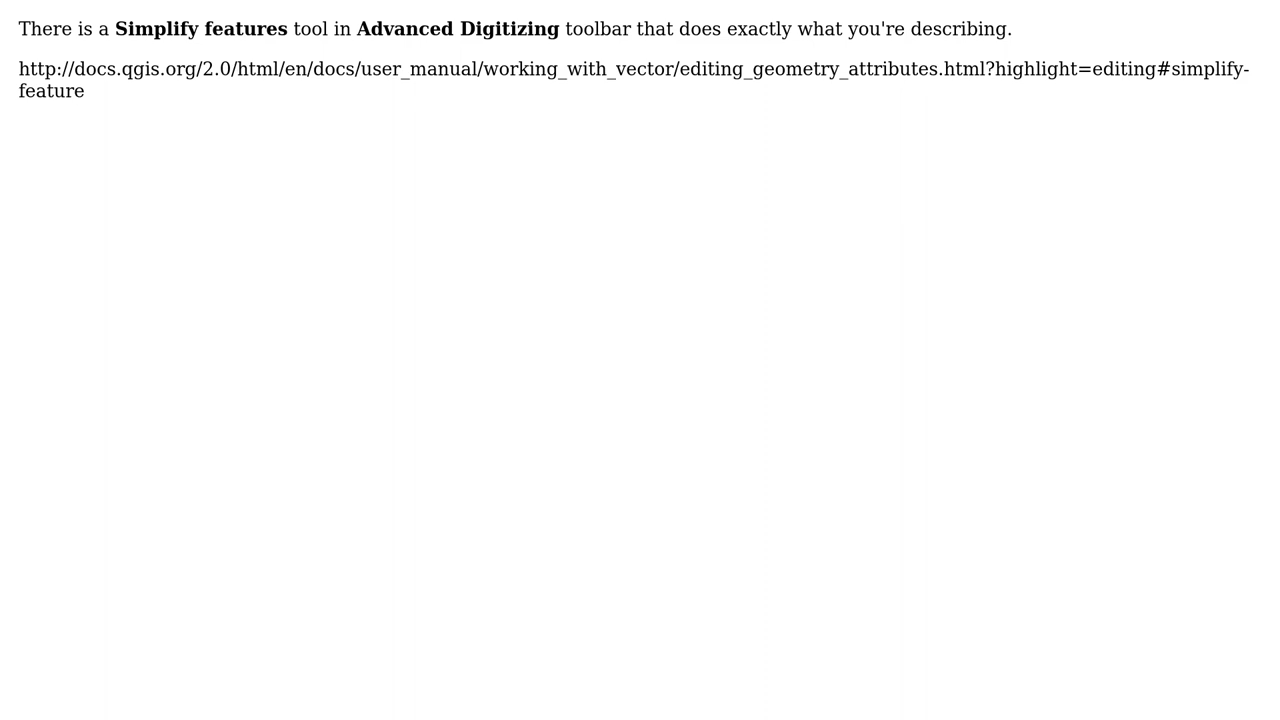 There is a Simplify features tool in Advanced Digitizing toolbar that does exactly what you're describing.
http://docs.qgis.org/2.0/html/en/docs/user_manual/working_with_vector/editing_geometry_attributes.html?highlight=editing#simplify-
feature